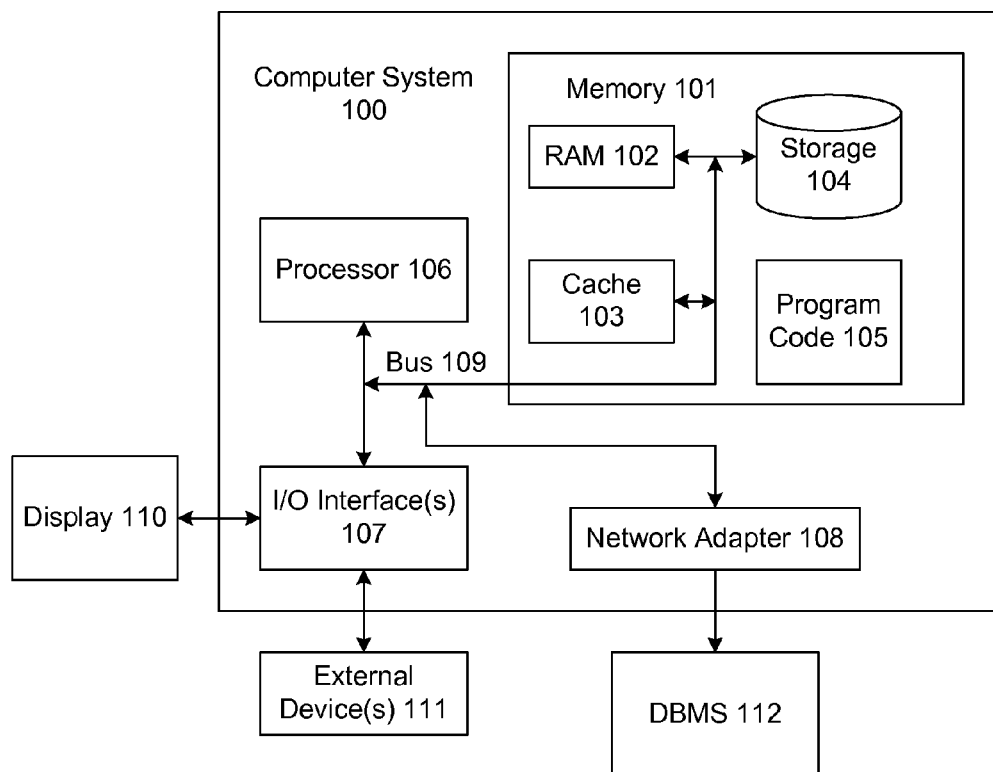 Computer System
100
Memory 101
RAM 102
Storage
104
Processor 106
Cache
103
Program
Code 105
Bus 109
Display 110
I/O Interface(s)
107
Network Adapter 108
External
Device(s) 111
DBMS 112